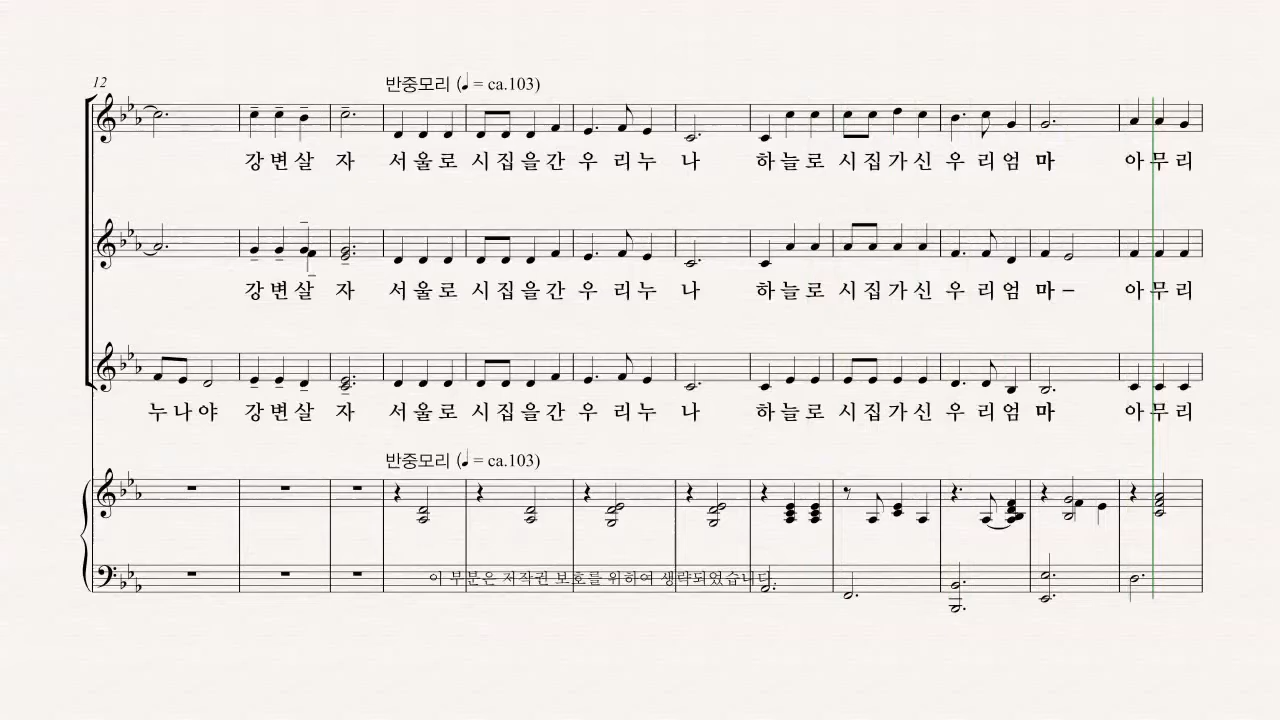 12
반중모리 (♩ = ca.103)
강 변 살 자 서 울 로 시 집 을 간 우 리 누 나 하 늘 로 시 집 가 신 우 리 엄 마 아 무 리
강 변 살 자 서 울 로 시 집 을 간 우 리 누 나 하 늘 로 시 집 가 신 우 리 엄 마 – 아 무 리
누 나 야 강 변 살 자 서 울 로 시 집 을 간 우 리 누 나 하 늘 로 시 집 가 신 우 리 엄 마 아 무 리
반중모리 (♩ = ca.103)
이 부분은 저작권 보호를 위하여 생략되었습니다.